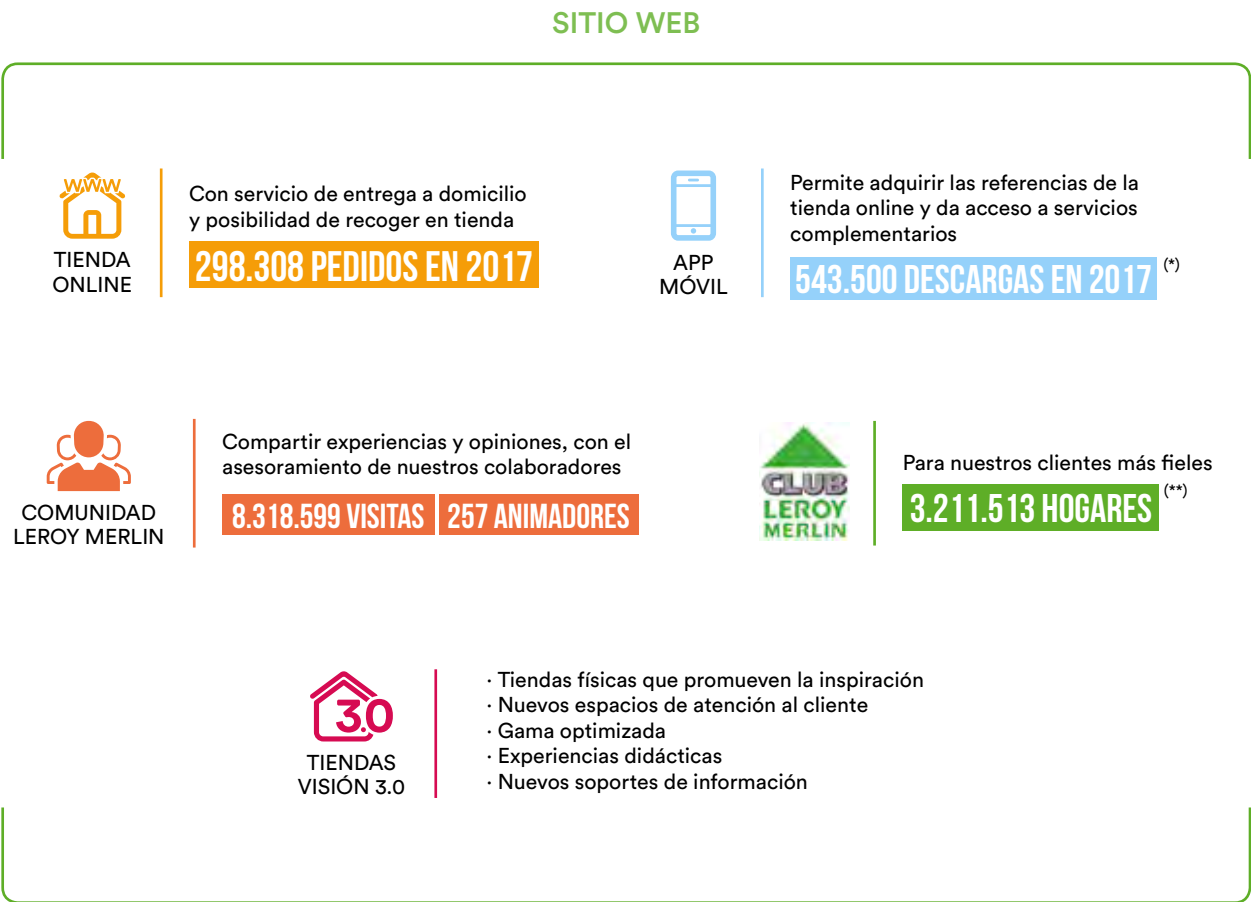 SITIO WEB
WWW
TIENDA
ONLINE
Con servicio de entrega a domicilio
y posibilidad de recoger en tienda
298.308 PEDIDOS EN 2017
APP
MÓVIL
Permite adquirir las referencias de la
tienda online y da acceso a servicios
complementarios
543.500 DESCARGAS EN 2017 (*)
COMUNIDAD
LEROY MERLIN
Compartir experiencias y opiniones, con el
asesoramiento de nuestros colaboradores
8.318.599 VISITAS 257 ANIMADORES
CLUB
LEROY
MERLIN
Para nuestros clientes más fieles
3.211.513 HOGARES (**)
3.0
TIENDAS
VISIÓN 3.0
· Tiendas físicas que promueven la inspiración
· Nuevos espacios de atención al cliente
· Gama optimizada
· Experiencias didácticas
· Nuevos soportes de información